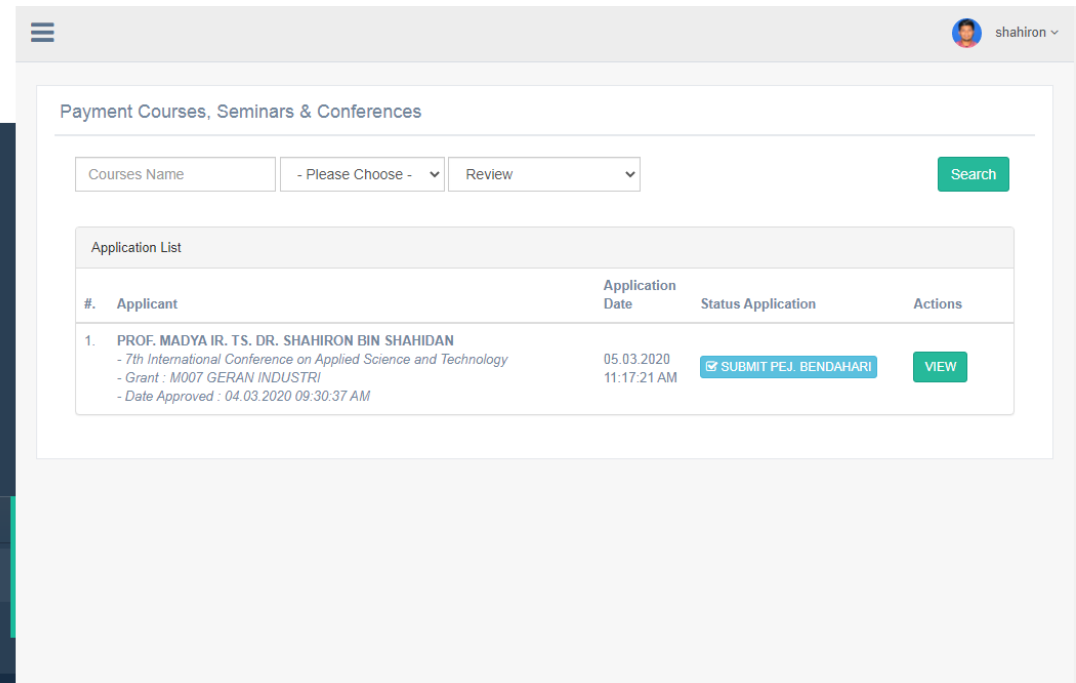 shahiron
Payment Courses, Seminars & Conferences
Courses Name
- Please Choose -
Review
Search
Application List
#. Applicant Application Date Status Application Actions
1. PROF. MADYA IR. TS. DR. SHAHIRON BIN SHAHIDAN
- 7th International Conference on Applied Science and Technology
- Grant : M007 GERAN INDUSTRI
- Date Approved : 04.03.2020 09:30:37 AM
05.03.2020
11:17:21 AM
SUBMIT PEJ. BENDAHARI
VIEW